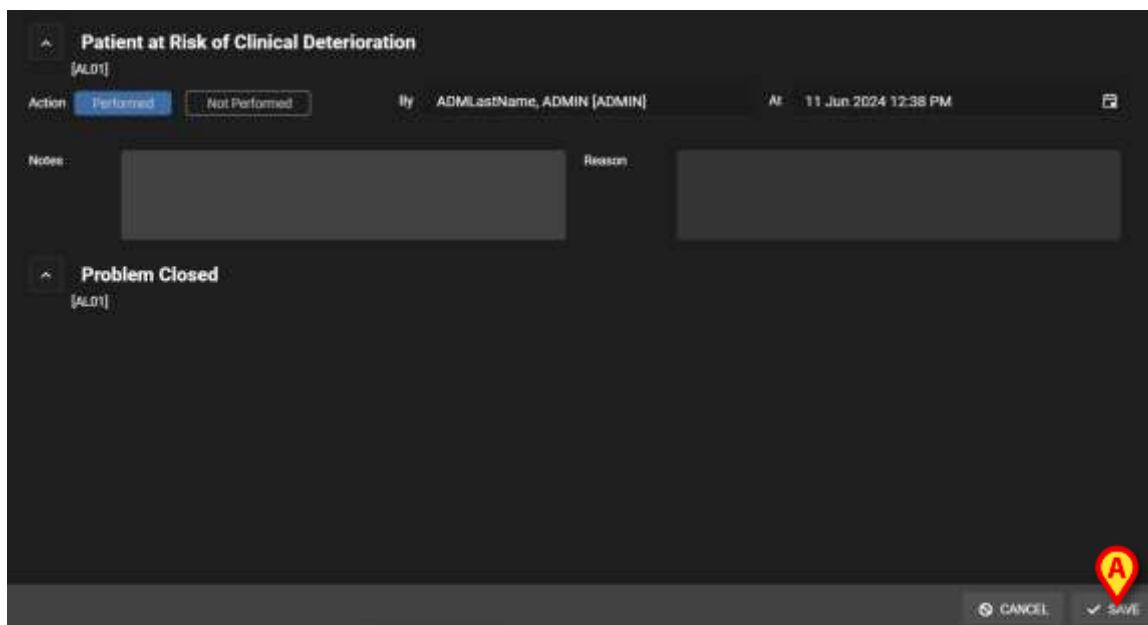 Patient at Risk of Clinical Deterioration
[AL01]
Action Performed Not Performed By ADMLastName, ADMIN [ADMIN] At 11 Jun 2024 12:38 PM
Notes Reason
Problem Closed
[AL01]
A
CANCEL SAVE